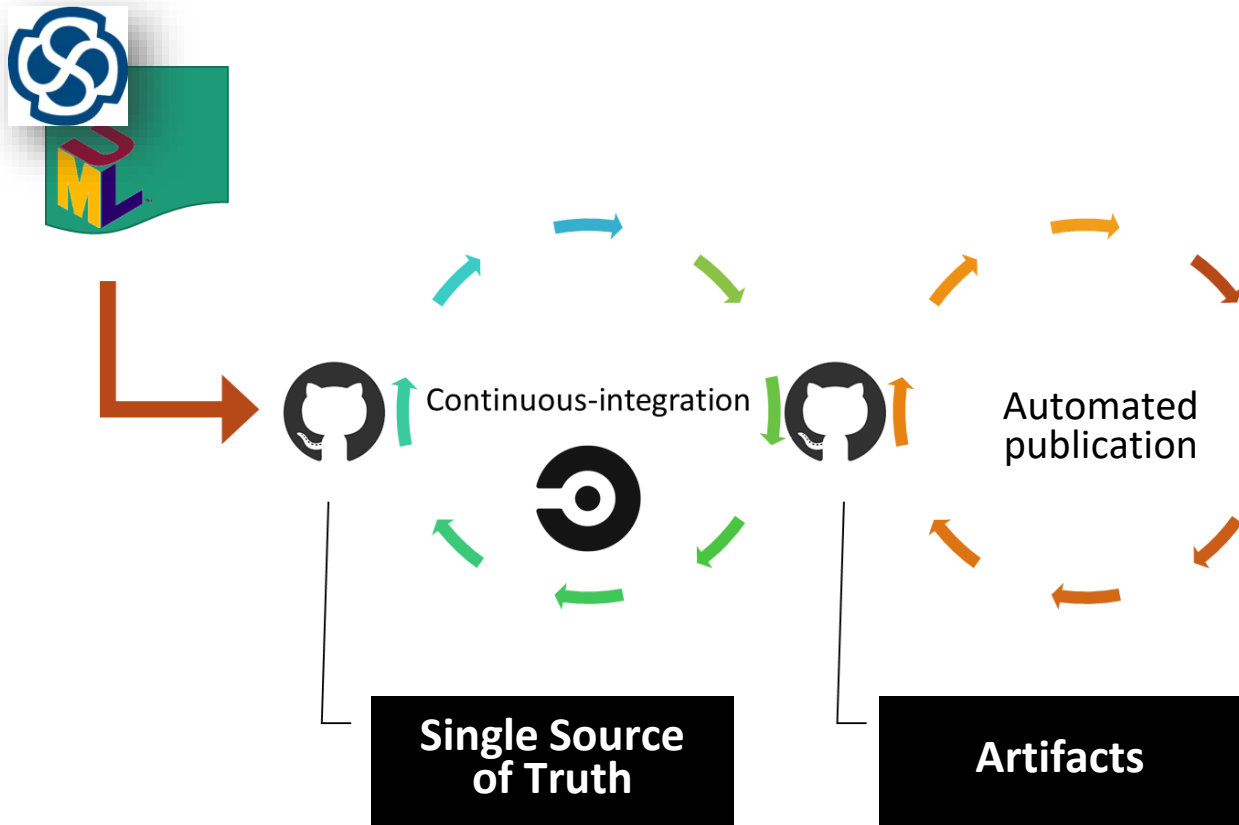 UML
Continuous-integration
Automated
publication
Single Source
of Truth
Artifacts